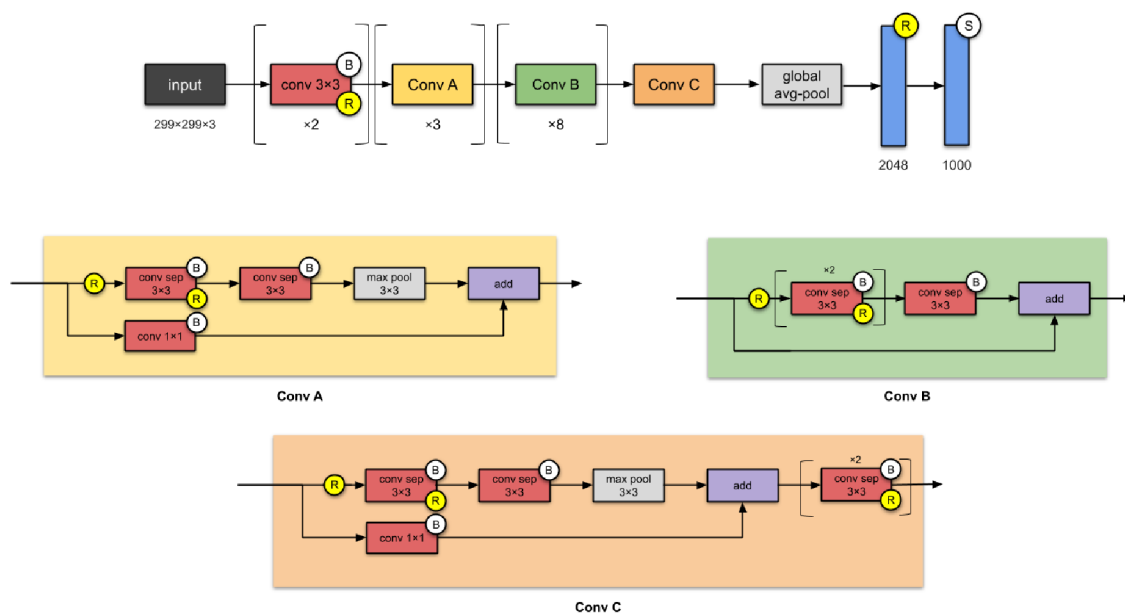 input
299×299×3
conv 3×3
B
R
×2
Conv A
×3
Conv B
×8
Conv C
global
avg-pool
R
2048
S
1000
R
conv sep
3×3
B
R
conv sep
3×3
B
max pool
3×3
add
conv 1×1
B
Conv A
R
×2
conv sep
3×3
B
R
conv sep
3×3
B
add
Conv B
R
conv sep
3×3
B
R
conv sep
3×3
B
max pool
3×3
add
×2
conv sep
3×3
B
R
conv 1×1
B
Conv C